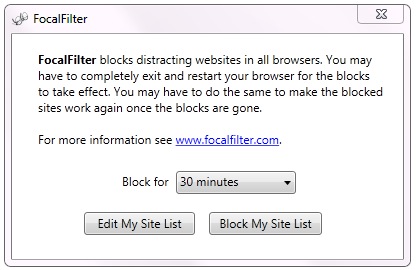 FocalFilter
FocalFilter blocks distracting websites in all browsers. You may
have to completely exit and restart your browser for the blocks
to take effect. You may have to do the same to make the blocked
sites work again once the blocks are gone.
For more information see www.focalfilter.com.
Block for 30 minutes
Edit My Site List Block My Site List